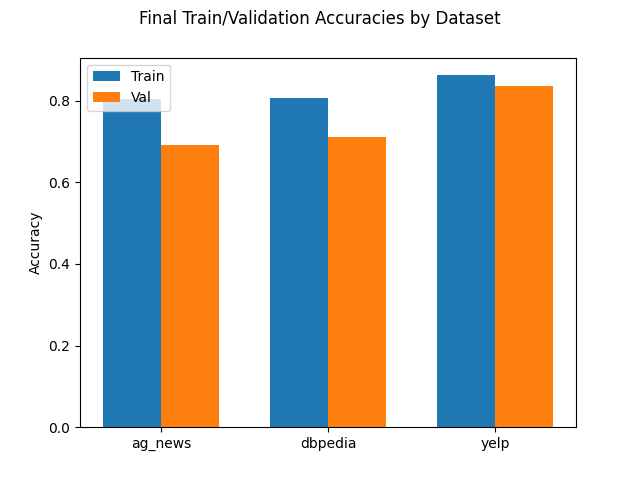 Final Train/Validation Accuracies by Dataset
Train
Val
0.8
0.6
0.4
0.2
0.0
Accuracy
ag_news dbpedia yelp